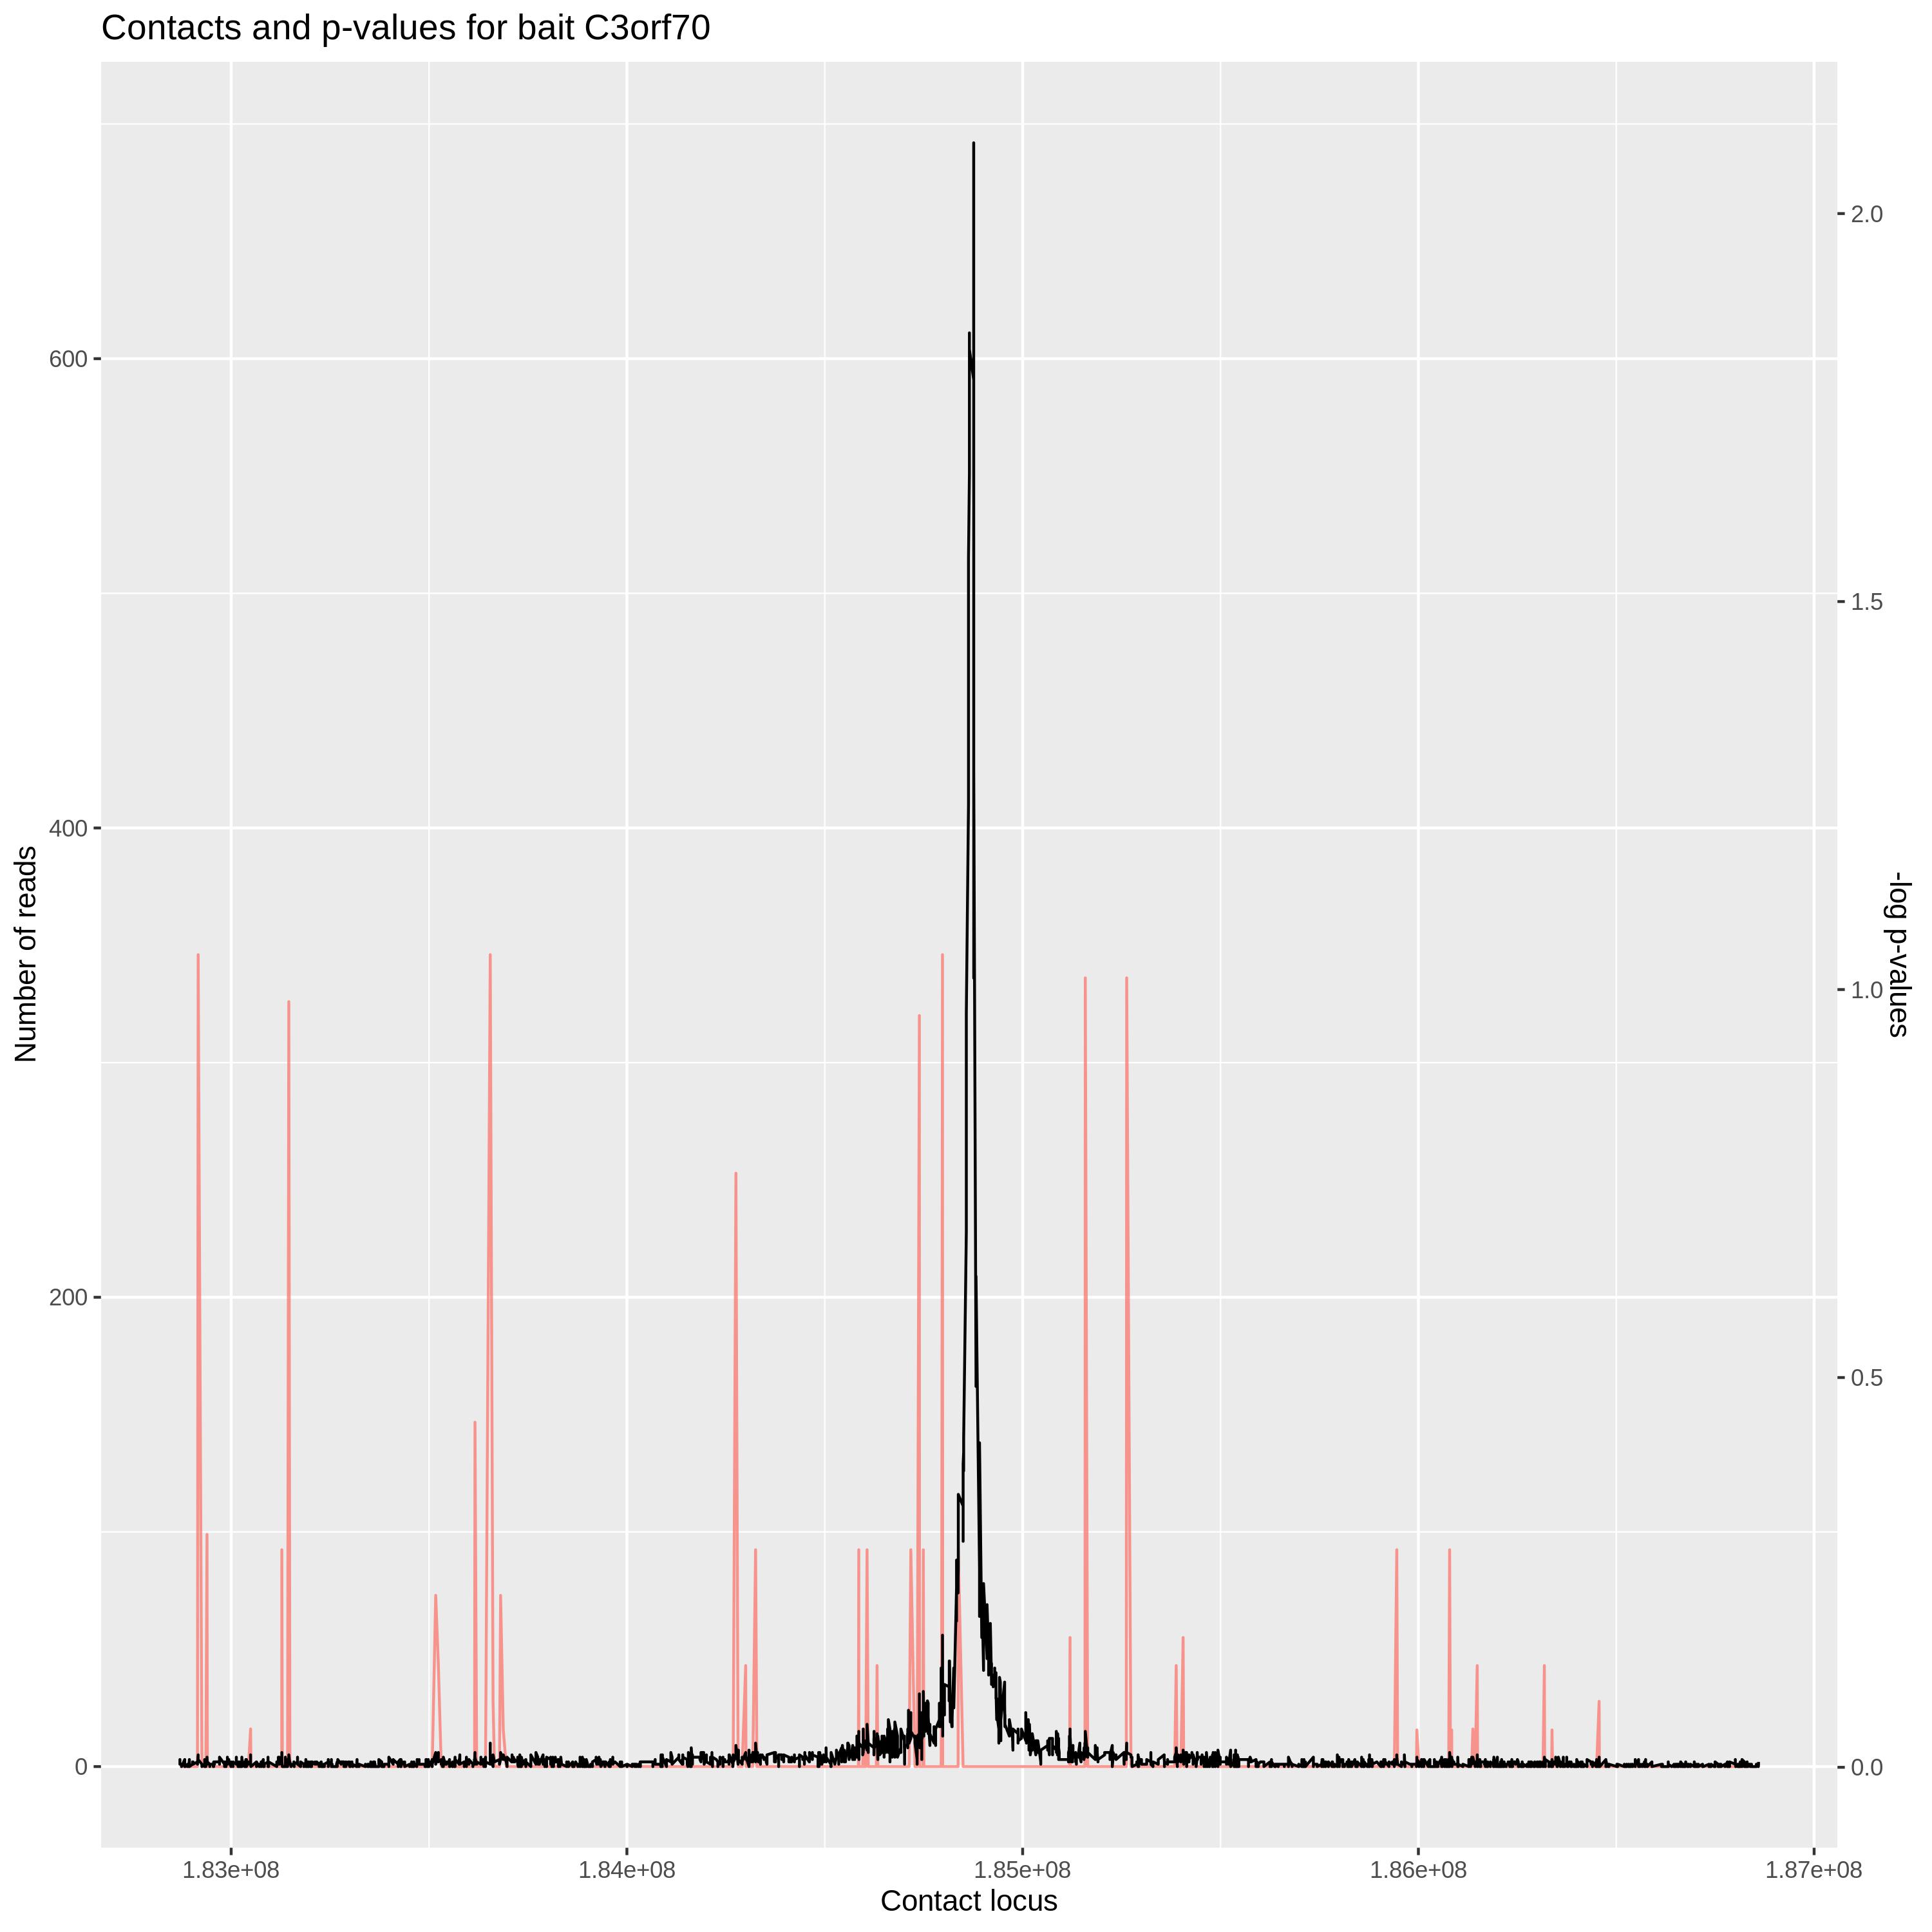 Contacts and p-values for bait C3orf70
Number of reads
600
400
200
0
2.0
1.5
1.0
0.5
0.0
-log p-values
1.83e+08 1.84e+08 1.85e+08 1.86e+08 1.87e+08
Contact locus